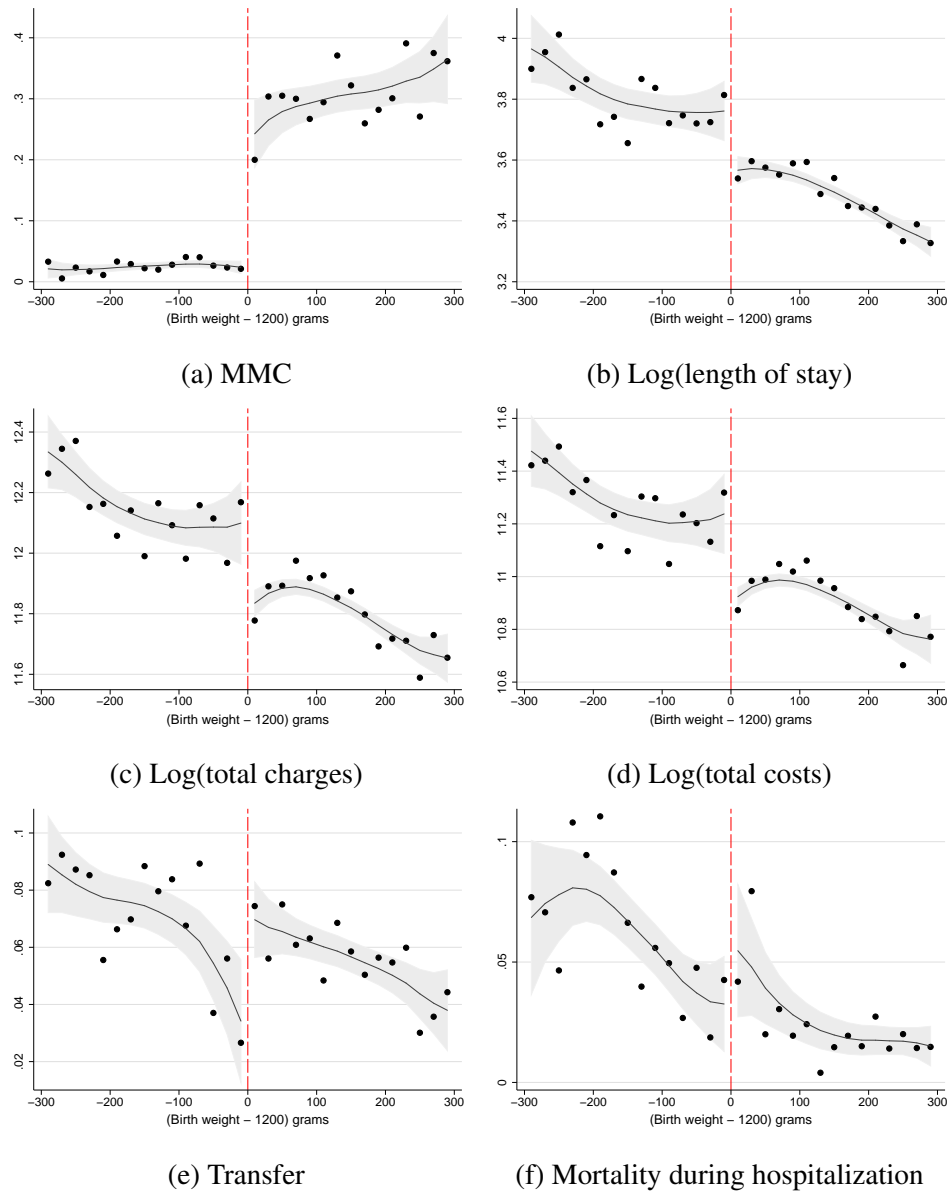 .4
.3
.2
.1
0
−300 −200 −100 0 100 200 300
(Birth weight − 1200) grams
(a) MMC
4
3.8
3.6
3.4
3.2
−300 −200 −100 0 100 200 300
(Birth weight − 1200) grams
(b) Log(length of stay)
12.4
12.2
12
11.8
11.6
−300 −200 −100 0 100 200 300
(Birth weight − 1200) grams
(c) Log(total charges)
11.6
11.4
11.2
11
10.8
10.6
−300 −200 −100 0 100 200 300
(Birth weight − 1200) grams
(d) Log(total costs)
.1
.08
.06
.04
.02
−300 −200 −100 0 100 200 300
(Birth weight − 1200) grams
(e) Transfer
.1
.05
0
−300 −200 −100 0 100 200 300
(Birth weight − 1200) grams
(f) Mortality during hospitalization